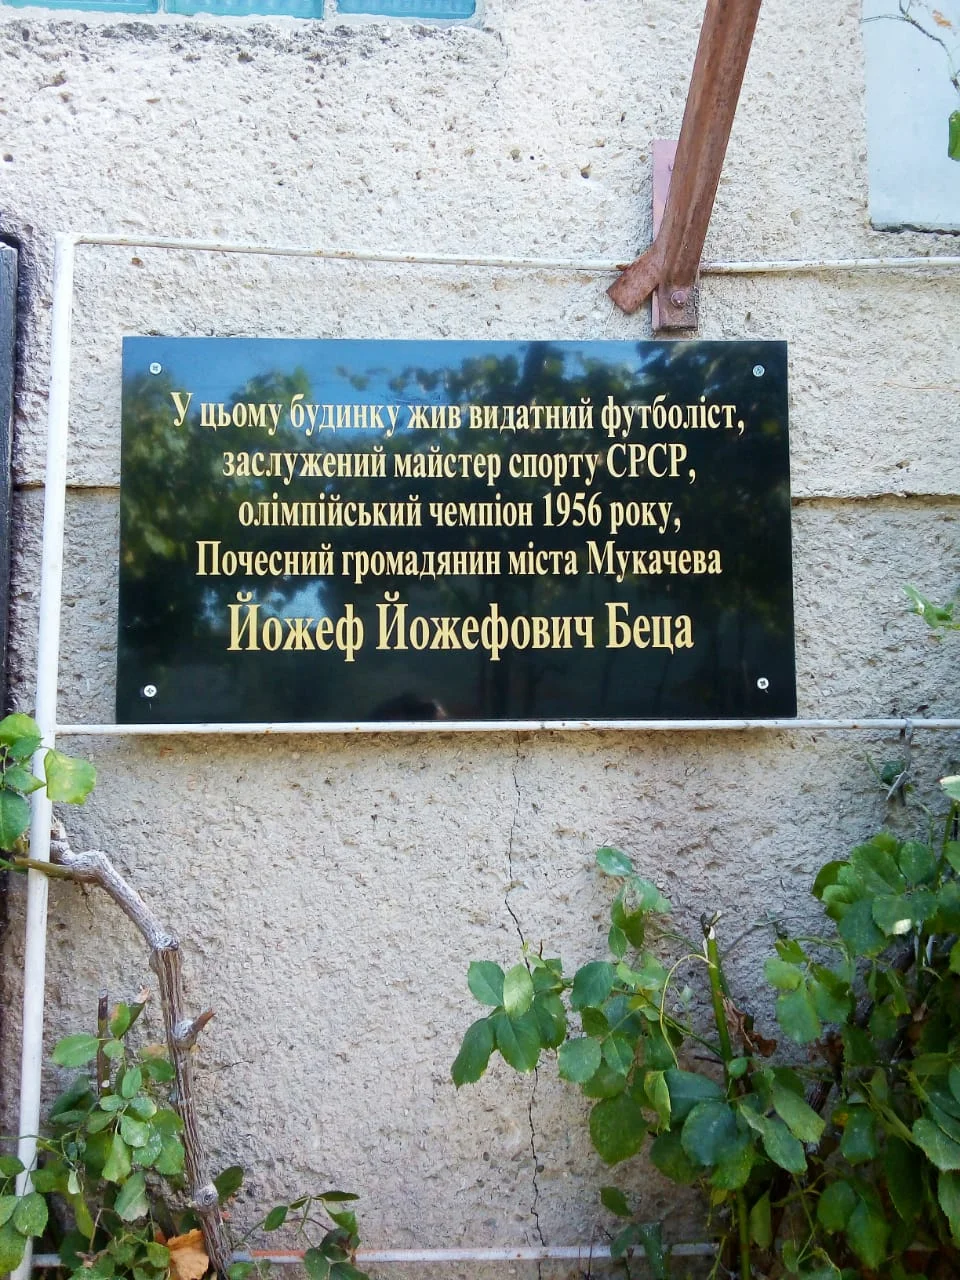 У цьому будинку жив видатний футболіст,
заслужений майстер спорту СРСР,
олімпійський чемпіон 1956 року,
Почесний громадянин міста Мукачева
Йожеф Йожефович Беца